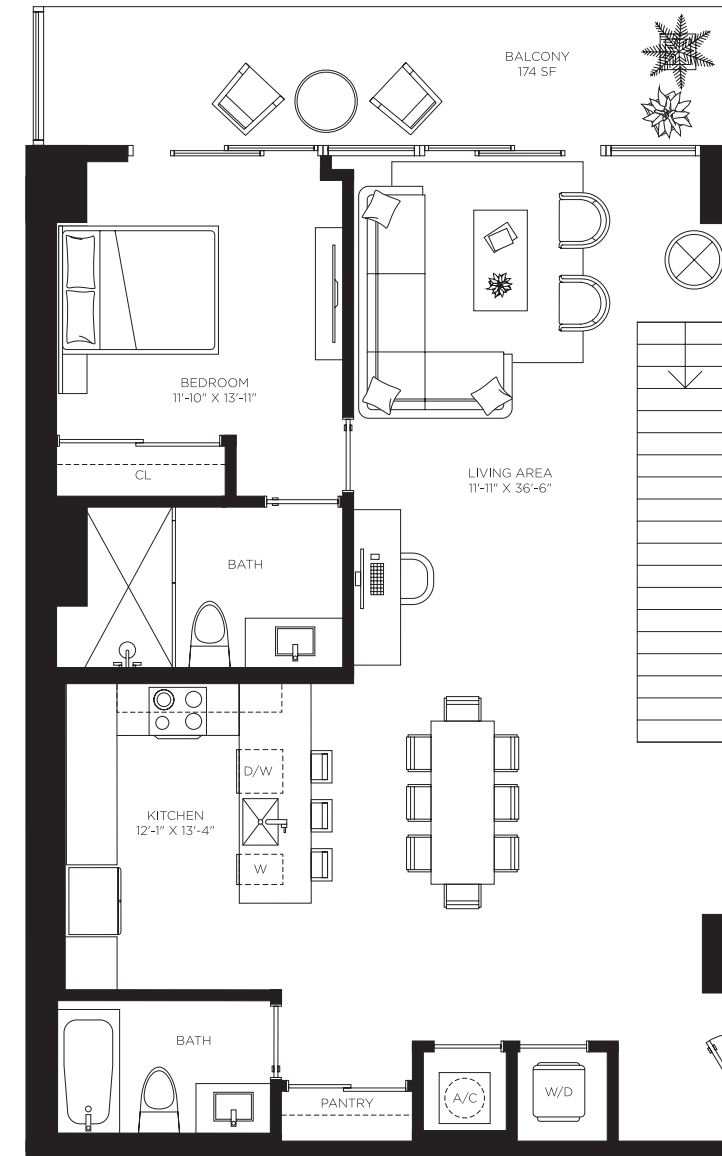 BALCONY
174 SF
BEDROOM
11'-10" X 13'-11"
CL
LIVING AREA
11'-11" X 36'-6"
BATH
D/W
KITCHEN
12'-1" X 13'-4"
W
BATH
PANTRY
A/C
W/D